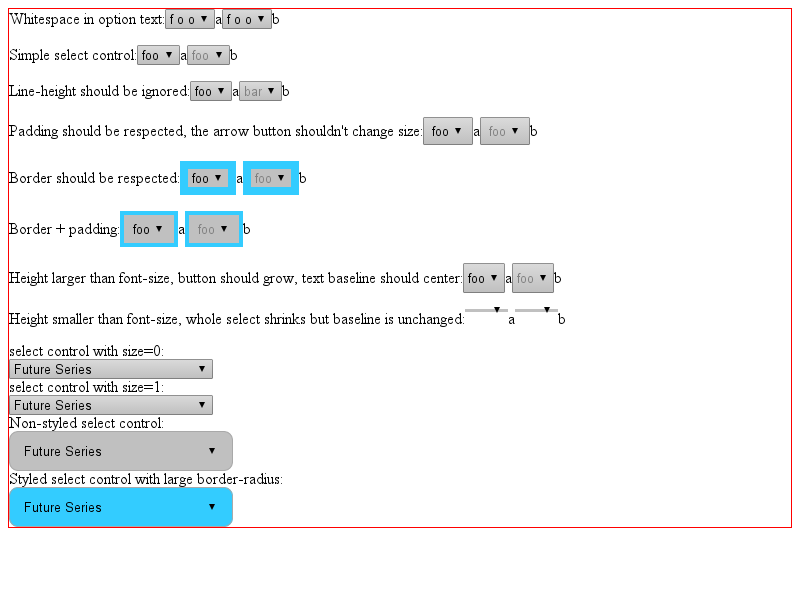 Whitespace in option text: f o o ▼ a f o o ▼ b
Simple select control: foo ▼ a foo ▼ b
Line-height should be ignored: foo ▼ a bar ▼ b
Padding should be respected, the arrow button shouldn't change size: foo ▼ a foo ▼ b
Border should be respected: foo ▼ a foo ▼ b
Border + padding: foo ▼ a foo ▼ b
Height larger than font-size, button should grow, text baseline should center: foo ▼ a foo ▼ b
Height smaller than font-size, whole select shrinks but baseline is unchanged: ▼ a ▼ b
select control with size=0:
Future Series ▼
select control with size=1:
Future Series ▼
Non-styled select control:
Future Series ▼
Styled select control with large border-radius:
Future Series ▼